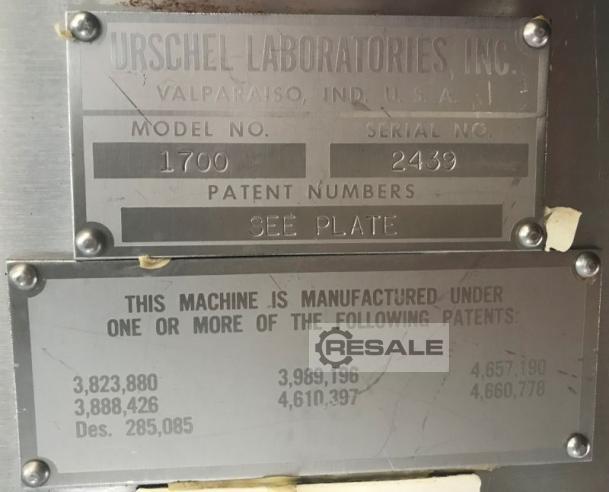 URSCHEL LABORATORIES, INC.
VALPARAISO, IND. U. S. A.
MODEL NO. SERIAL NO.
1700 2439
PATENT NUMBERS
SEE PLATE
THIS MACHINE IS MANUFACTURED UNDER
ONE OR MORE OF THE FOLLOWING PATENTS:
RESALE
3,823,880 3,989,196 4,657,190
3,888,426 4,610,397 4,660,778
Des. 285,085